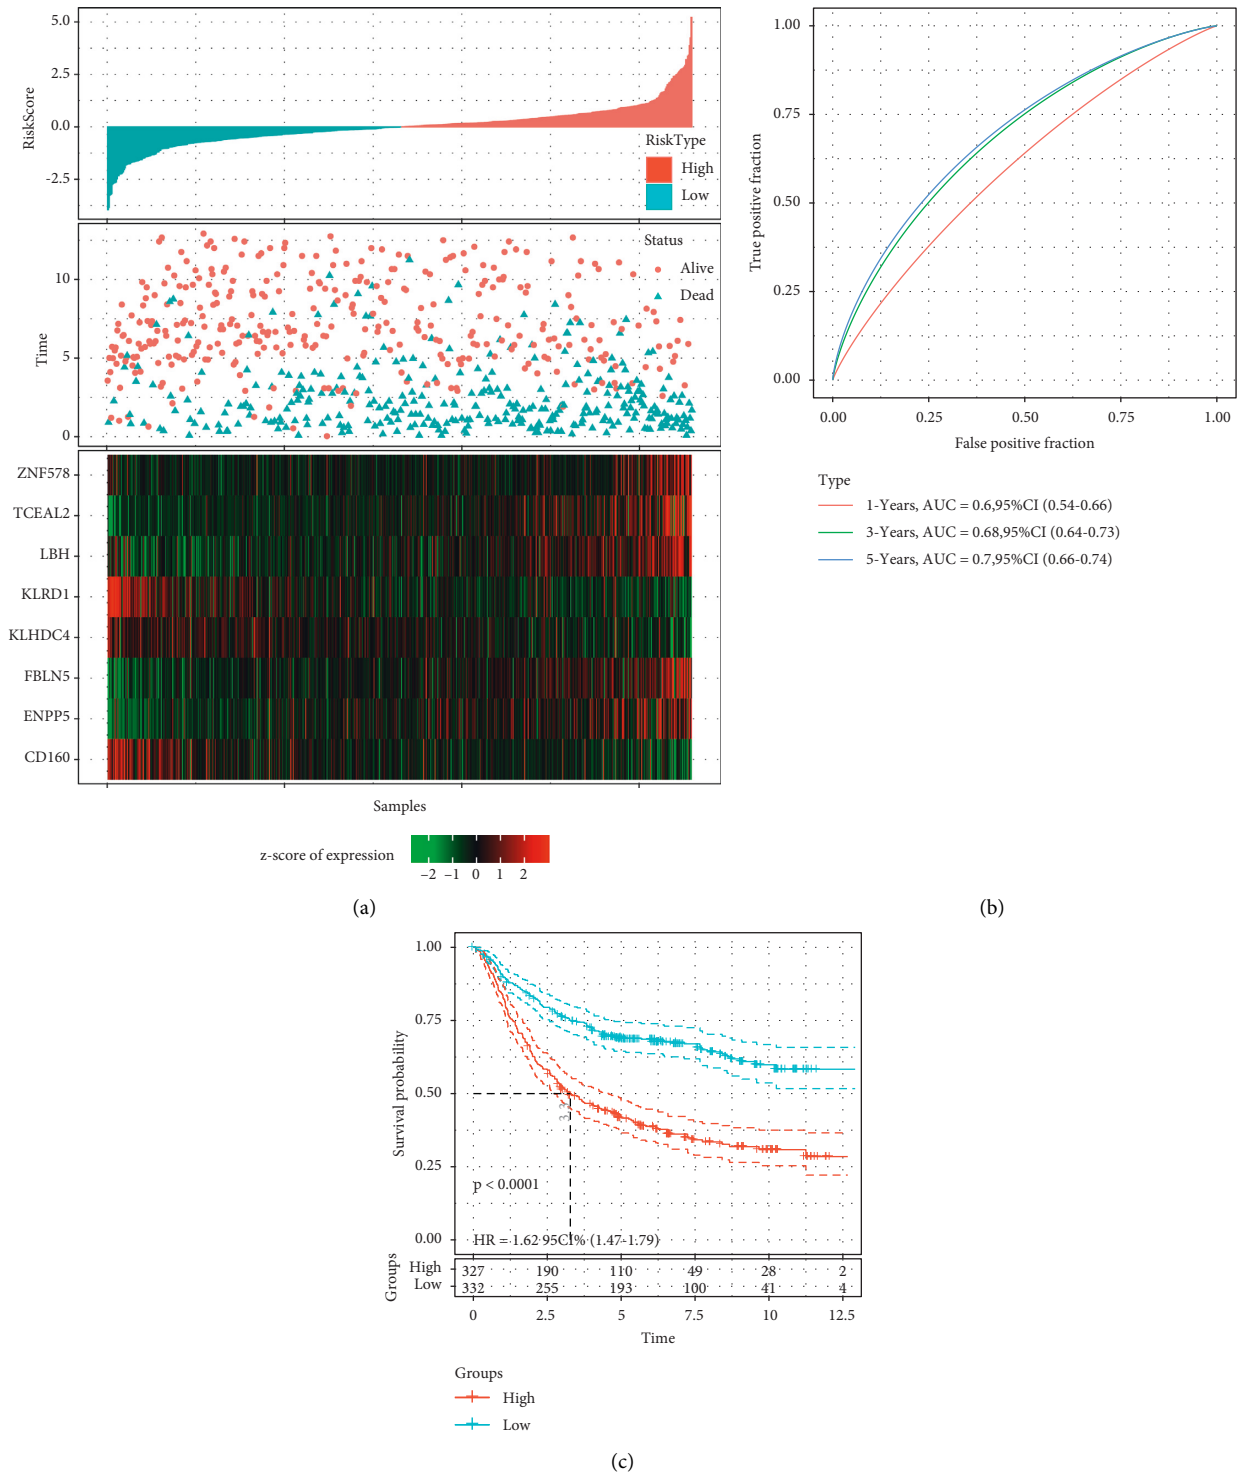 5.0
2.5
0.0
-2.5
RiskScore
RiskType
High
Low
Status
Alive
Dead
10
5
0
Time
ZNF578
TCEAL2
LBH
KLRD1
KLHDC4
FBLN5
ENPP5
CD160
Samples
z-score of expression
−2 −1 0 1 2
(a)
1.00
0.75
0.50
0.25
0.00
True positive fraction
0.00 0.25 0.50 0.75 1.00
False positive fraction
Type
1-Years, AUC = 0.6,95%CI (0.54-0.66)
3-Years, AUC = 0.68,95%CI (0.64-0.73)
5-Years, AUC = 0.7,95%CI (0.66-0.74)
(b)
1.00
0.75
0.50
0.25
0.00
Survival probability
3.3
p < 0.0001
HR = 1.62 95CI% (1.47-1.79)
Groups
High 327 190 110 49 28 2
Low 332 255 193 100 41 4
0 2.5 5 7.5 10 12.5
Time
Groups
High
Low
(c)